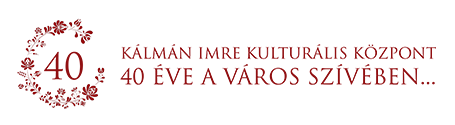 40
KÁLMÁN IMRE KULTURÁLIS KÖZPONT
40 ÉVE A VÁROS SZÍVÉBEN...